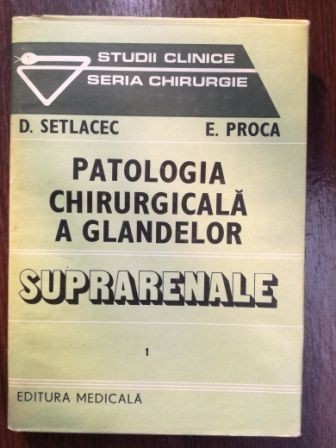 STUDII CLINICE
SERIA CHIRURGIE
D. SETLACEC E. PROCA
PATOLOGIA
CHIRURGICALĂ
A GLANDELOR
SUPRARENALE
1
EDITURA MEDICALĂ